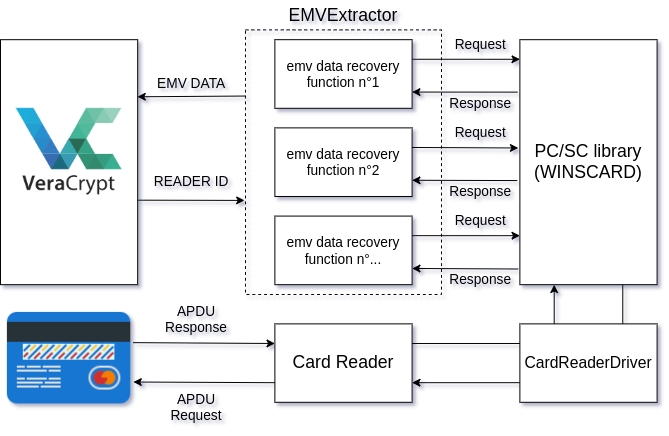 EMVExtractor
emv data recovery
function n°1
Request
Response
EMV DATA
VeraCrypt
READER ID
emv data recovery
function n°2
Request
Response
PC/SC library
(WINSCARD)
emv data recovery
function n°...
Request
Response
APDU
Response
APDU
Request
Card Reader
CardReaderDriver